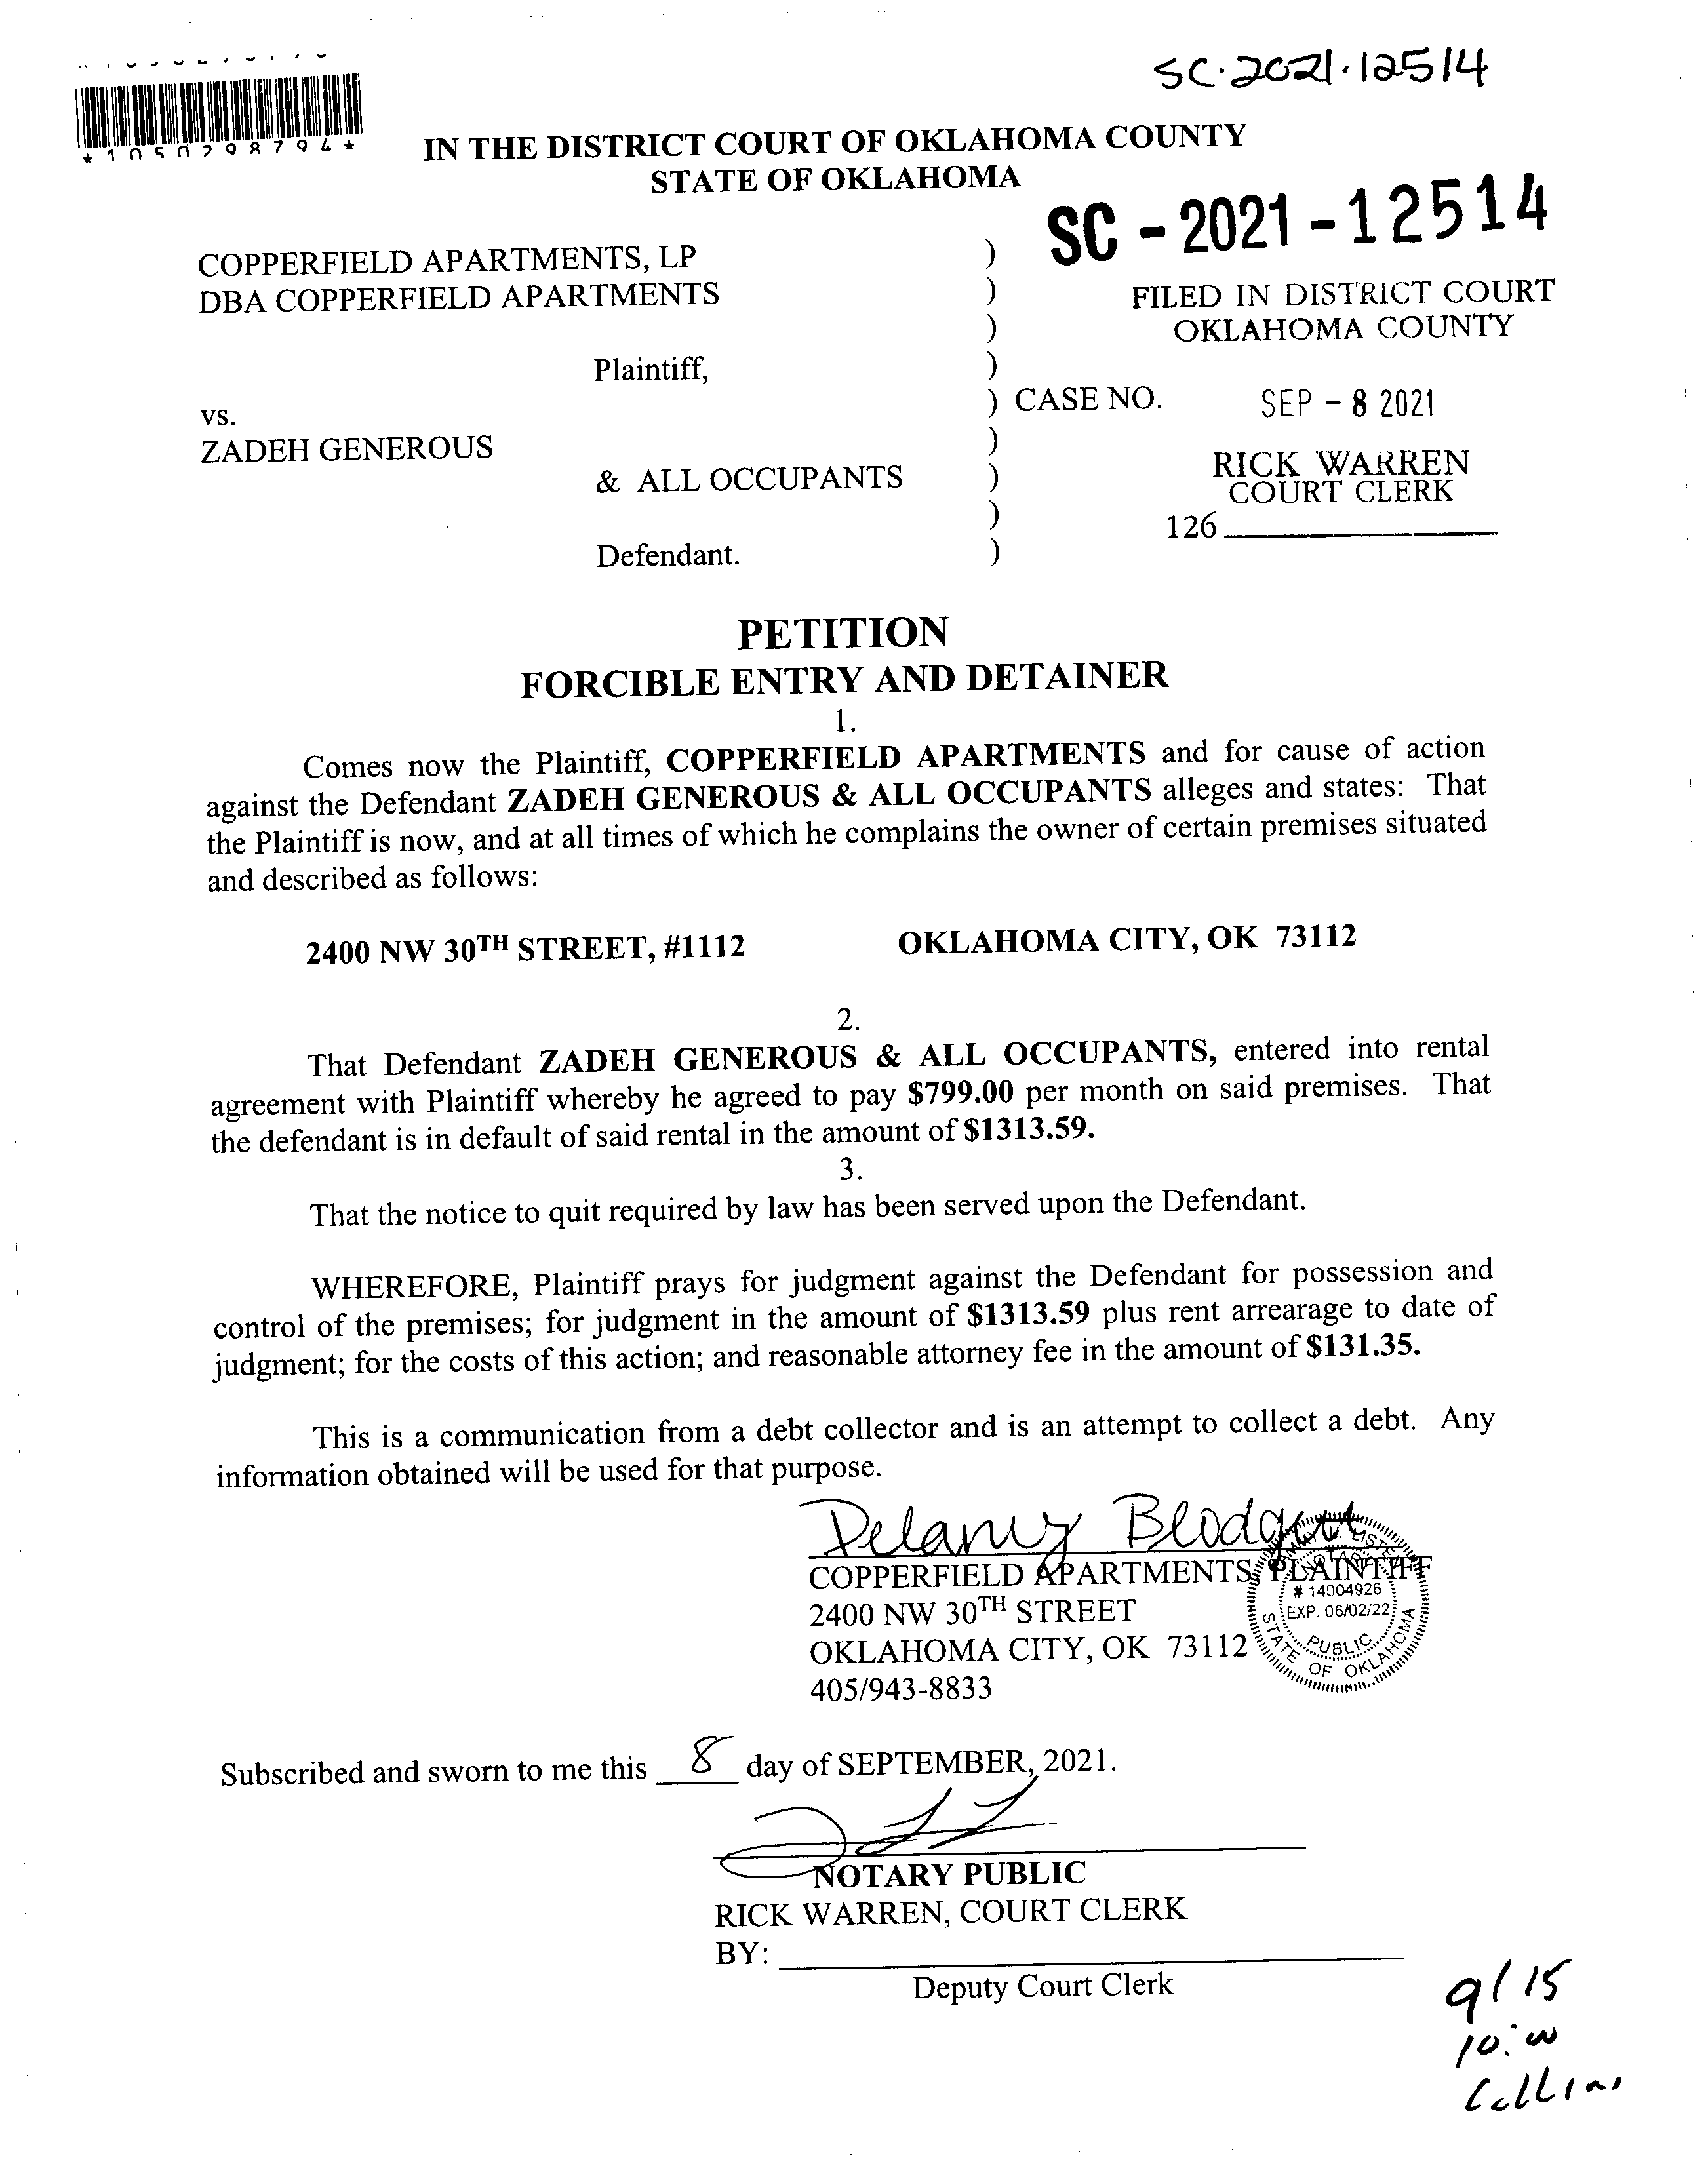 SC-2021-12514
*1050298794*
IN THE DISTRICT COURT OF OKLAHOMA COUNTY
STATE OF OKLAHOMA
SC - 2021 - 12514
COPPERFIELD APARTMENTS, LP )
DBA COPPERFIELD APARTMENTS )
FILED IN DISTRICT COURT
OKLAHOMA COUNTY
)
Plaintiff, )
) CASE NO. SEP - 8 2021
vs.
ZADEH GENEROUS )
& ALL OCCUPANTS )
RICK WARREN
COURT CLERK
)
126
Defendant. )
PETITION
FORCIBLE ENTRY AND DETAINER
1.
Comes now the Plaintiff, COPPERFIELD APARTMENTS and for cause of action
against the Defendant ZADEH GENEROUS & ALL OCCUPANTS alleges and states: That
the Plaintiff is now, and at all times of which he complains the owner of certain premises situated
and described as follows:
2400 NW 30TH STREET, #1112 OKLAHOMA CITY, OK 73112
2.
That Defendant ZADEH GENEROUS & ALL OCCUPANTS, entered into rental
agreement with Plaintiff whereby he agreed to pay $799.00 per month on said premises. That
the defendant is in default of said rental in the amount of $1313.59.
3.
That the notice to quit required by law has been served upon the Defendant.
WHEREFORE, Plaintiff prays for judgment against the Defendant for possession and
control of the premises; for judgment in the amount of $1313.59 plus rent arrearage to date of
judgment; for the costs of this action; and reasonable attorney fee in the amount of $131.35.
This is a communication from a debt collector and is an attempt to collect a debt. Any
information obtained will be used for that purpose.
Delany Blodgett
COPPERFIELD APARTMENTS, PLAINTIFF
2400 NW 30TH STREET
OKLAHOMA CITY, OK 73112
405/943-8833
NOTARY
# 14004926
EXP. 06/02/22
PUBLIC
STATE OF OKLAHOMA
Subscribed and sworn to me this 8 day of SEPTEMBER, 2021.
NOTARY PUBLIC
RICK WARREN, COURT CLERK
BY:
Deputy Court Clerk
9/15
10:00
Collins